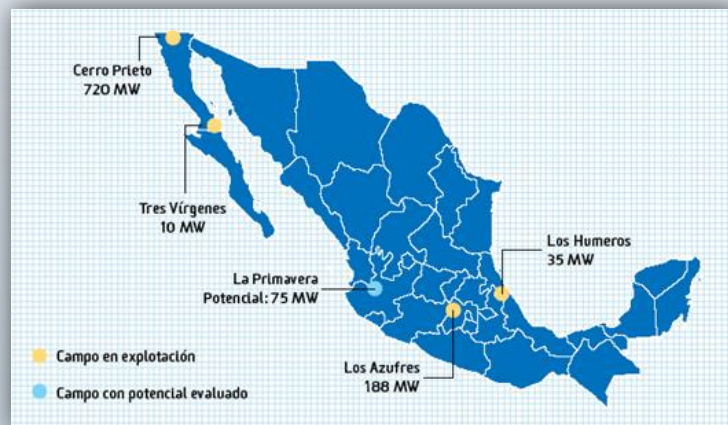 Cerro Prieto
720 MW
Tres Vírgenes
10 MW
La Primavera
Potencial: 75 MW
Los Humeros
35 MW
Los Azufres
188 MW
Campo en explotación
Campo con potencial evaluado